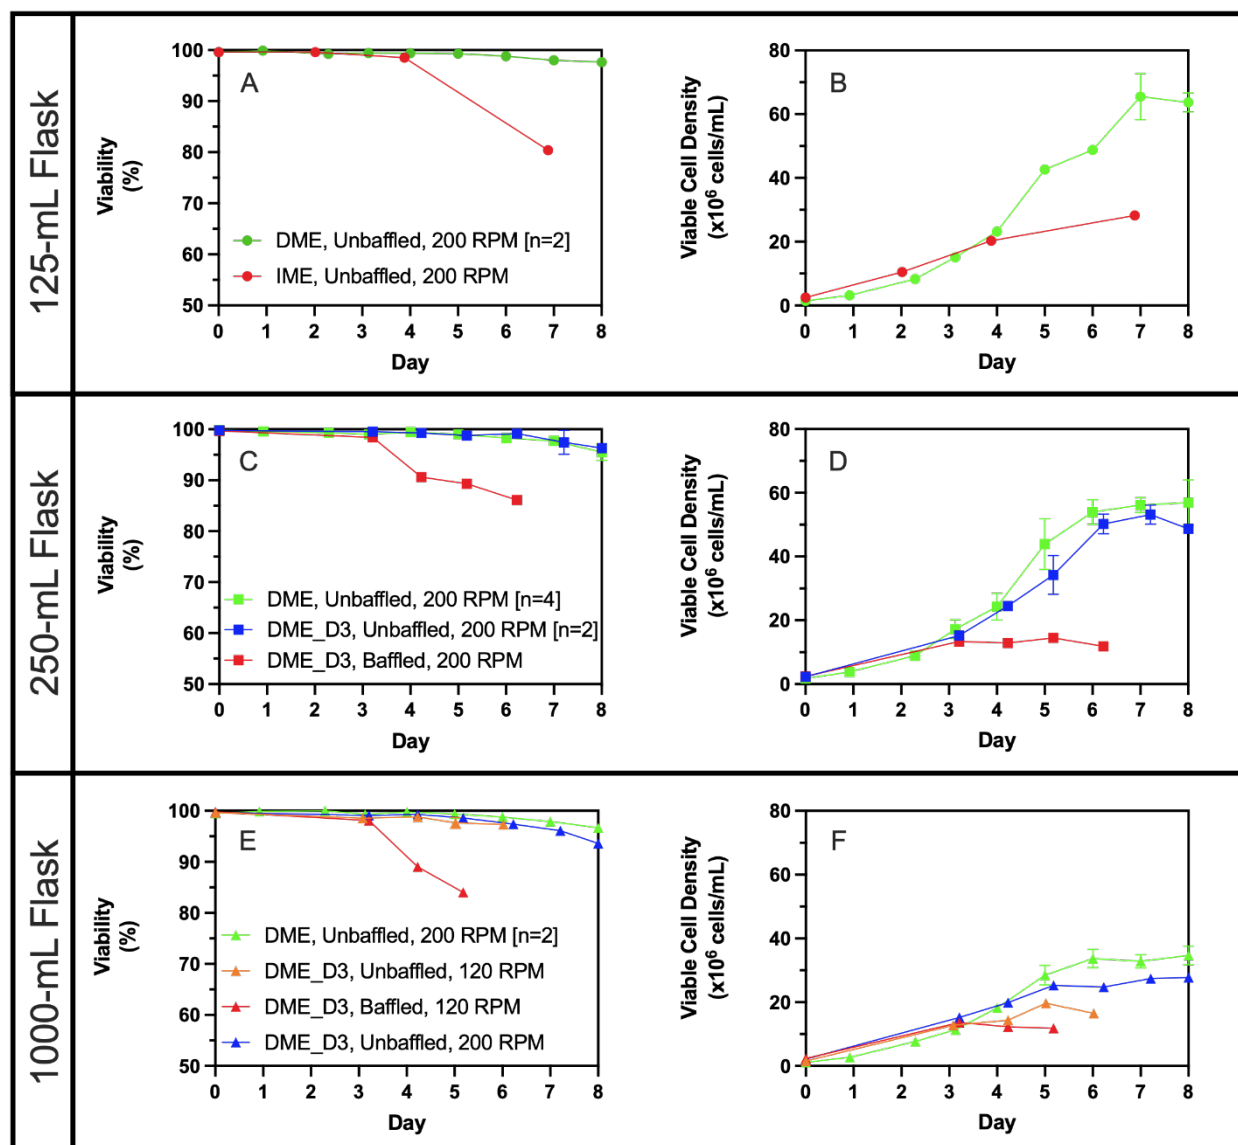 125-mL Flask
Viability
(%)
100
90
80
70
60
50
A
DME, Unbaffled, 200 RPM [n=2]
IME, Unbaffled, 200 RPM
0 1 2 3 4 5 6 7 8
Day
Viable Cell Density
(x10⁶ cells/mL)
80
60
40
20
0
B
0 1 2 3 4 5 6 7 8
Day
250-mL Flask
Viability
(%)
100
90
80
70
60
50
C
DME, Unbaffled, 200 RPM [n=4]
DME_D3, Unbaffled, 200 RPM [n=2]
DME_D3, Baffled, 200 RPM
0 1 2 3 4 5 6 7 8
Day
Viable Cell Density
(x10⁶ cells/mL)
80
60
40
20
0
D
0 1 2 3 4 5 6 7 8
Day
1000-mL Flask
Viability
(%)
100
90
80
70
60
50
E
DME, Unbaffled, 200 RPM [n=2]
DME_D3, Unbaffled, 120 RPM
DME_D3, Baffled, 120 RPM
DME_D3, Unbaffled, 200 RPM
0 1 2 3 4 5 6 7 8
Day
Viable Cell Density
(x10⁶ cells/mL)
80
60
40
20
0
F
0 1 2 3 4 5 6 7 8
Day